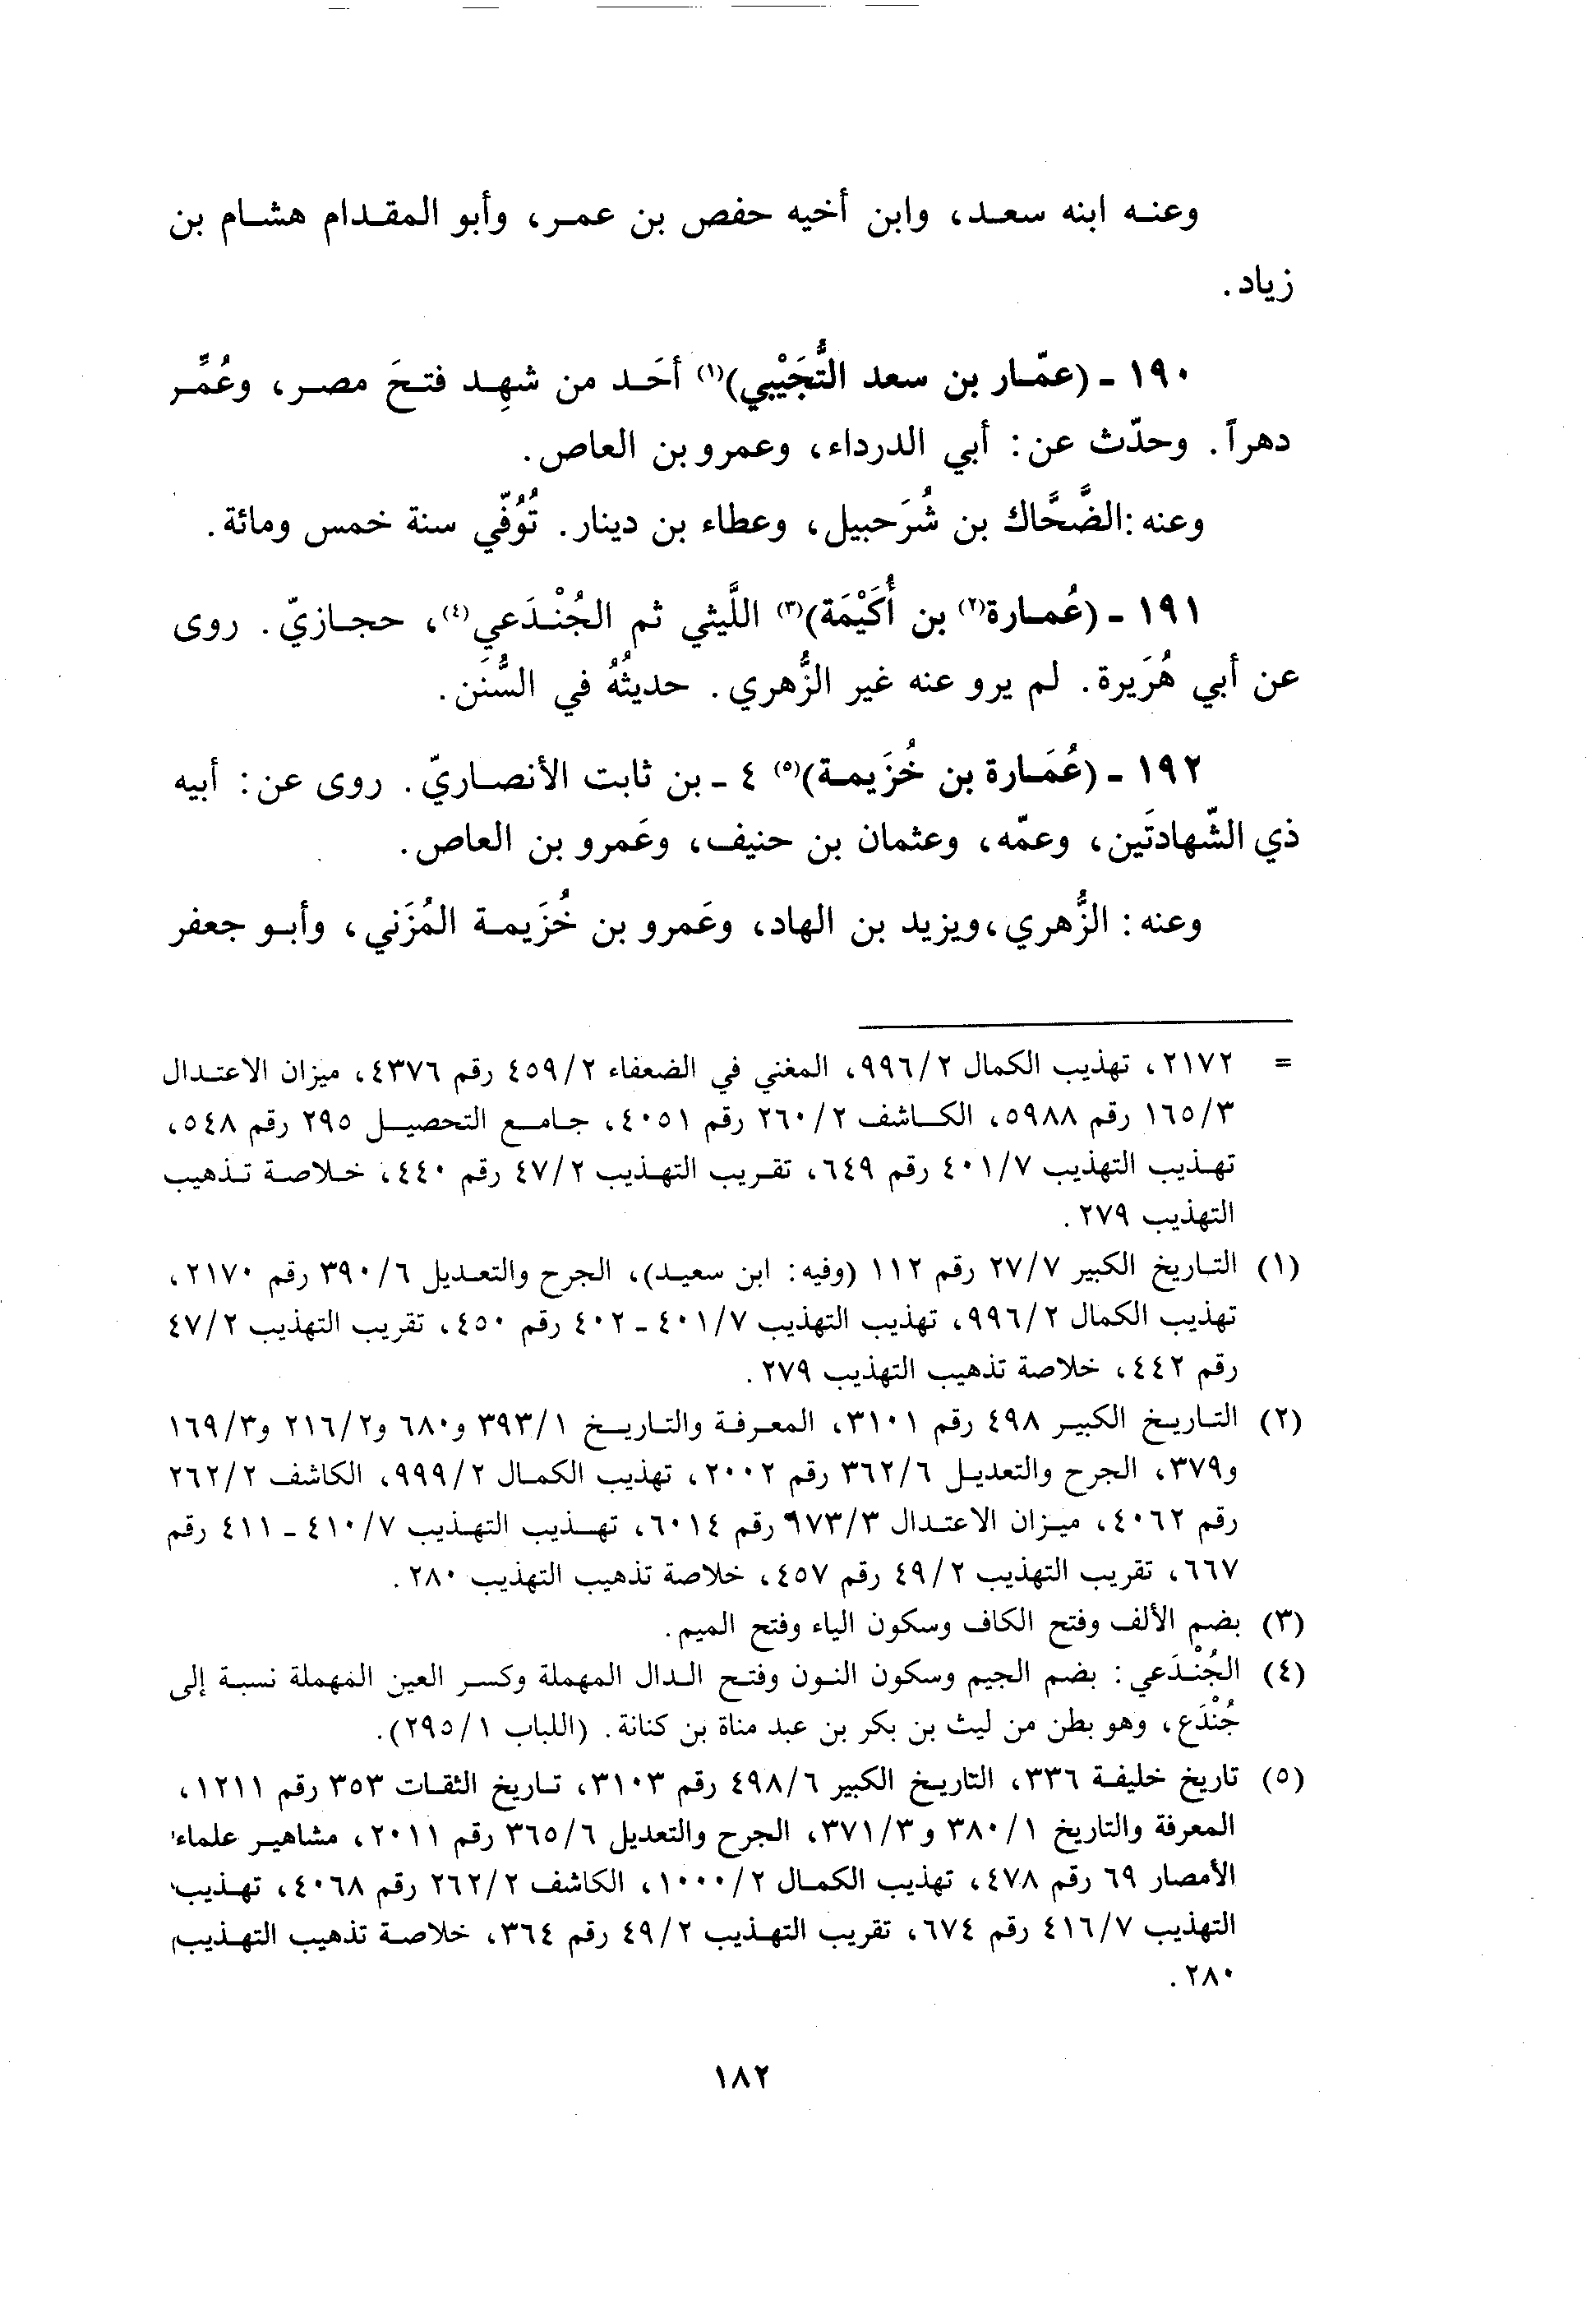 وعنه ابنه سعد، وابن أخيه حفص بن عمر، وأبو المقدام هشام بن
زياد.
١٩٠ - (عمّار بن سعد التُّجَيْبي)(١) أحَد من شهِد فتحَ مصر، وعُمِّر
دهراً. وحدّث عن: أبي الدرداء، وعمرو بن العاص.
وعنه: الضَّحَّاك بن شُرَحبيل، وعطاء بن دينار. تُوُفّي سنة خمس ومائة.
١٩١ - (عُمارة(٢) بن أُكَيْمَة)(٣) اللَّيثي ثم الجُنْدَعي(٤)، حجازيّ. روى
عن أبي هُرَيرة. لم يرو عنه غير الزُّهري. حديثُهُ في السُّنَن.
١٩٢ - (عُمَارة بن خُزَيمة)(٥) ٤ - بن ثابت الأنصاريّ. روى عن: أبيه
ذي الشّهادتَين، وعمّه، وعثمان بن حنيف، وعَمرو بن العاص.
وعنه: الزُّهري، ويزيد بن الهاد، وعَمرو بن خُزَيمة المُزَني، وأبو جعفر
= ٢١٧٢، تهذيب الكمال ٩٩٦/٢، المغني في الضعفاء ٤٥٩/٢ رقم ٤٣٧٦، ميزان الاعتدال
١٦٥/٣ رقم ٥٩٨٨، الكاشف ٢٦٠/٢ رقم ٤٠٥١، جامع التحصيل ٢٩٥ رقم ٥٤٨،
تهذيب التهذيب ٤٠١/٧ رقم ٦٤٩، تقريب التهذيب ٤٧/٢ رقم ٤٤٠، خلاصة تذهيب
التهذيب ٢٧٩.
(١) التاريخ الكبير ٢٧/٧ رقم ١١٢ (وفيه: ابن سعيد)، الجرح والتعديل ٣٩٠/٦ رقم ٢١٧٠،
تهذيب الكمال ٩٩٦/٢، تهذيب التهذيب ٤٠١/٧ - ٤٠٢ رقم ٤٥٠، تقريب التهذيب ٤٧/٢
رقم ٤٤٢، خلاصة تذهيب التهذيب ٢٧٩.
(٢) التاريخ الكبير ٤٩٨ رقم ٣١٠١، المعرفة والتاريخ ٣٩٣/١ و٦٨٠ و٢١٦/٢ و١٦٩/٣
و٣٧٩، الجرح والتعديل ٣٦٢/٦ رقم ٢٠٠٢، تهذيب الكمال ٩٩٩/٢، الكاشف ٢٦٢/٢
رقم ٤٠٦٢، ميزان الاعتدال ٩٧٣/٣ رقم ٦٠١٤، تهذيب التهذيب ٤١٠/٧ - ٤١١ رقم
٦٦٧، تقريب التهذيب ٤٩/٢ رقم ٤٥٧، خلاصة تذهيب التهذيب ٢٨٠.
(٣) بضم الألف وفتح الكاف وسكون الياء وفتح الميم.
(٤) الجُنْدَعي: بضم الجيم وسكون النون وفتح الدال المهملة وكسر العين المهملة نسبة إلى
جُنْدَع، وهو بطن من ليث بن بكر بن عبد مناة بن كنانة. (اللباب ٢٩٥/١).
(٥) تاريخ خليفة ٣٣٦، التاريخ الكبير ٤٩٨/٦ رقم ٣١٠٣، تاريخ الثقات ٣٥٣ رقم ١٢١١،
المعرفة والتاريخ ٣٨٠/١ و٣٧١/٣، الجرح والتعديل ٣٦٥/٦ رقم ٢٠١١، مشاهير علماء
الأمصار ٦٩ رقم ٤٧٨، تهذيب الكمال ١٠٠٠/٢، الكاشف ٢٦٢/٢ رقم ٤٠٦٨، تهذيب
التهذيب ٤١٦/٧ رقم ٦٧٤، تقريب التهذيب ٤٩/٢ رقم ٣٦٤، خلاصة تذهيب التهذيب
٢٨٠.
١٨٢